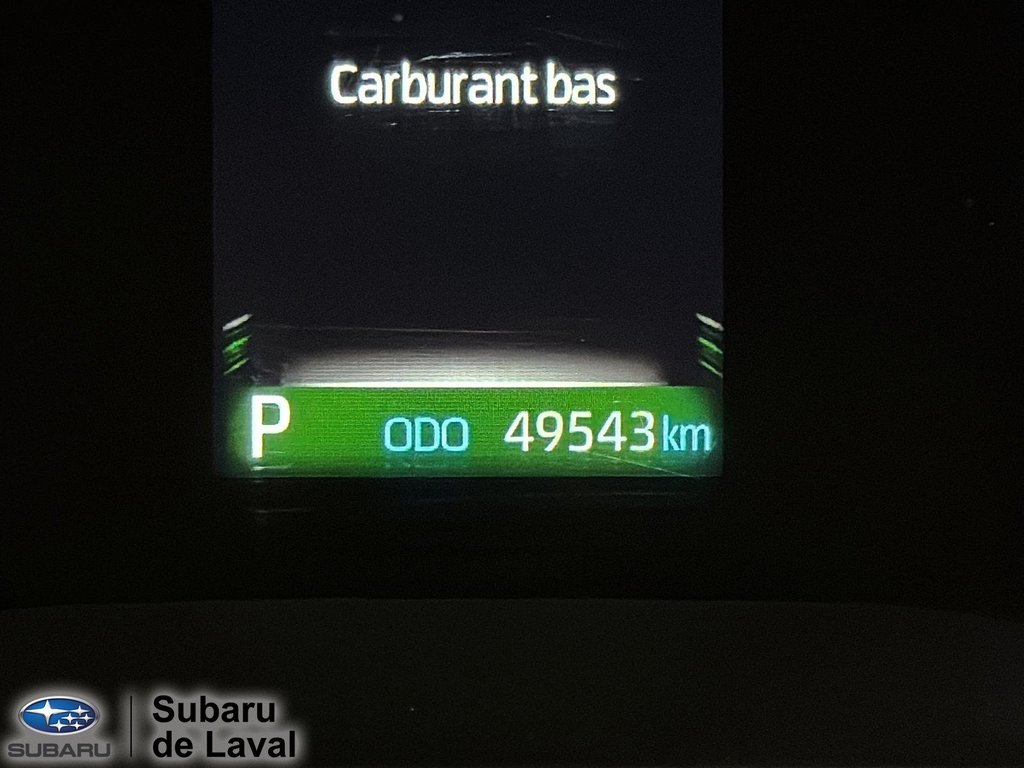 Carburant bas
P ODO 49543 km
SUBARU
Subaru
de Laval